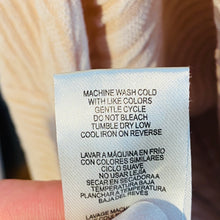 MACHINE WASH COLD
WITH LIKE COLORS
GENTLE CYCLE
DO NOT BLEACH
TUMBLE DRY LOW
COOL IRON ON REVERSE
LAVAR A MÁQUINA EN FRÍO
CON COLORES SIMILARES
CICLO SUAVE
NO USAR LEJÍA
SECAR EN SECADORA A
TEMPERATURA BAJA
PLANCHAR A TEMPERATURA
BAJA DEL REVÉS
LAVAGE MACH